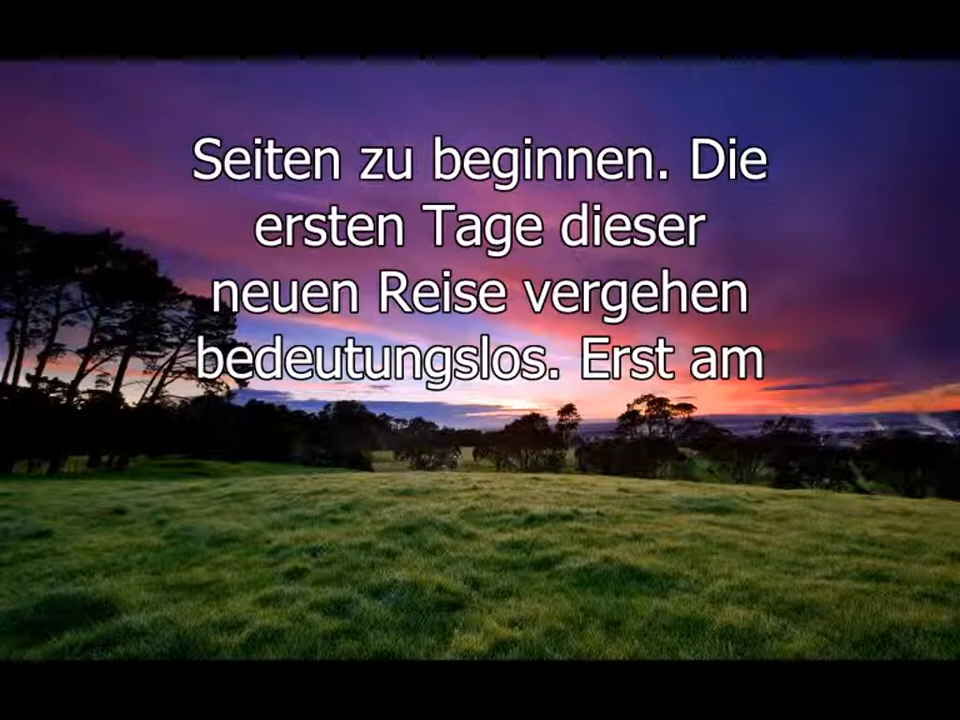 Seiten zu beginnen. Die
ersten Tage dieser
neuen Reise vergehen
bedeutungslos. Erst am